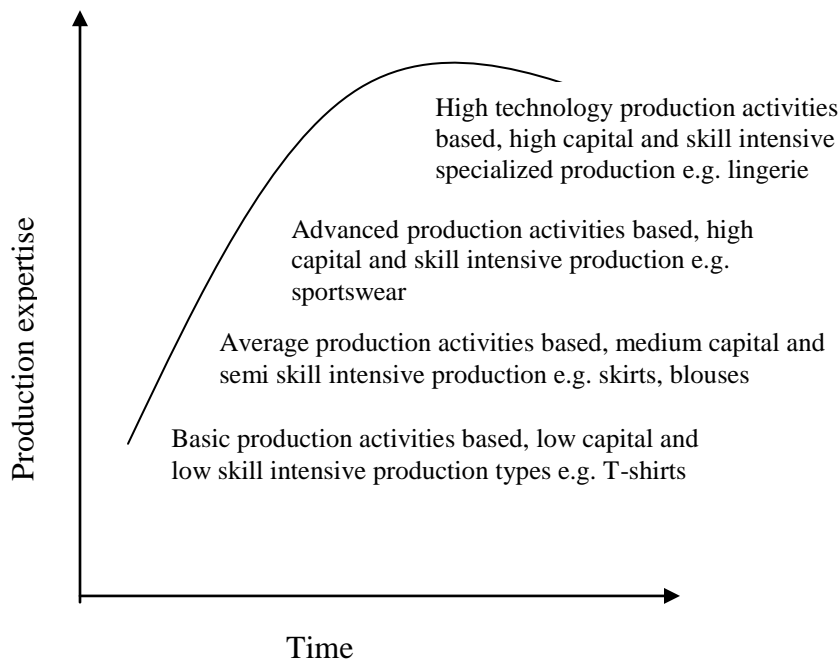 High technology production activities
based, high capital and skill intensive
specialized production e.g. lingerie
Advanced production activities based, high
capital and skill intensive production e.g.
sportswear
Average production activities based, medium capital and
semi skill intensive production e.g. skirts, blouses
Basic production activities based, low capital and
low skill intensive production types e.g. T-shirts
Production expertise
Time